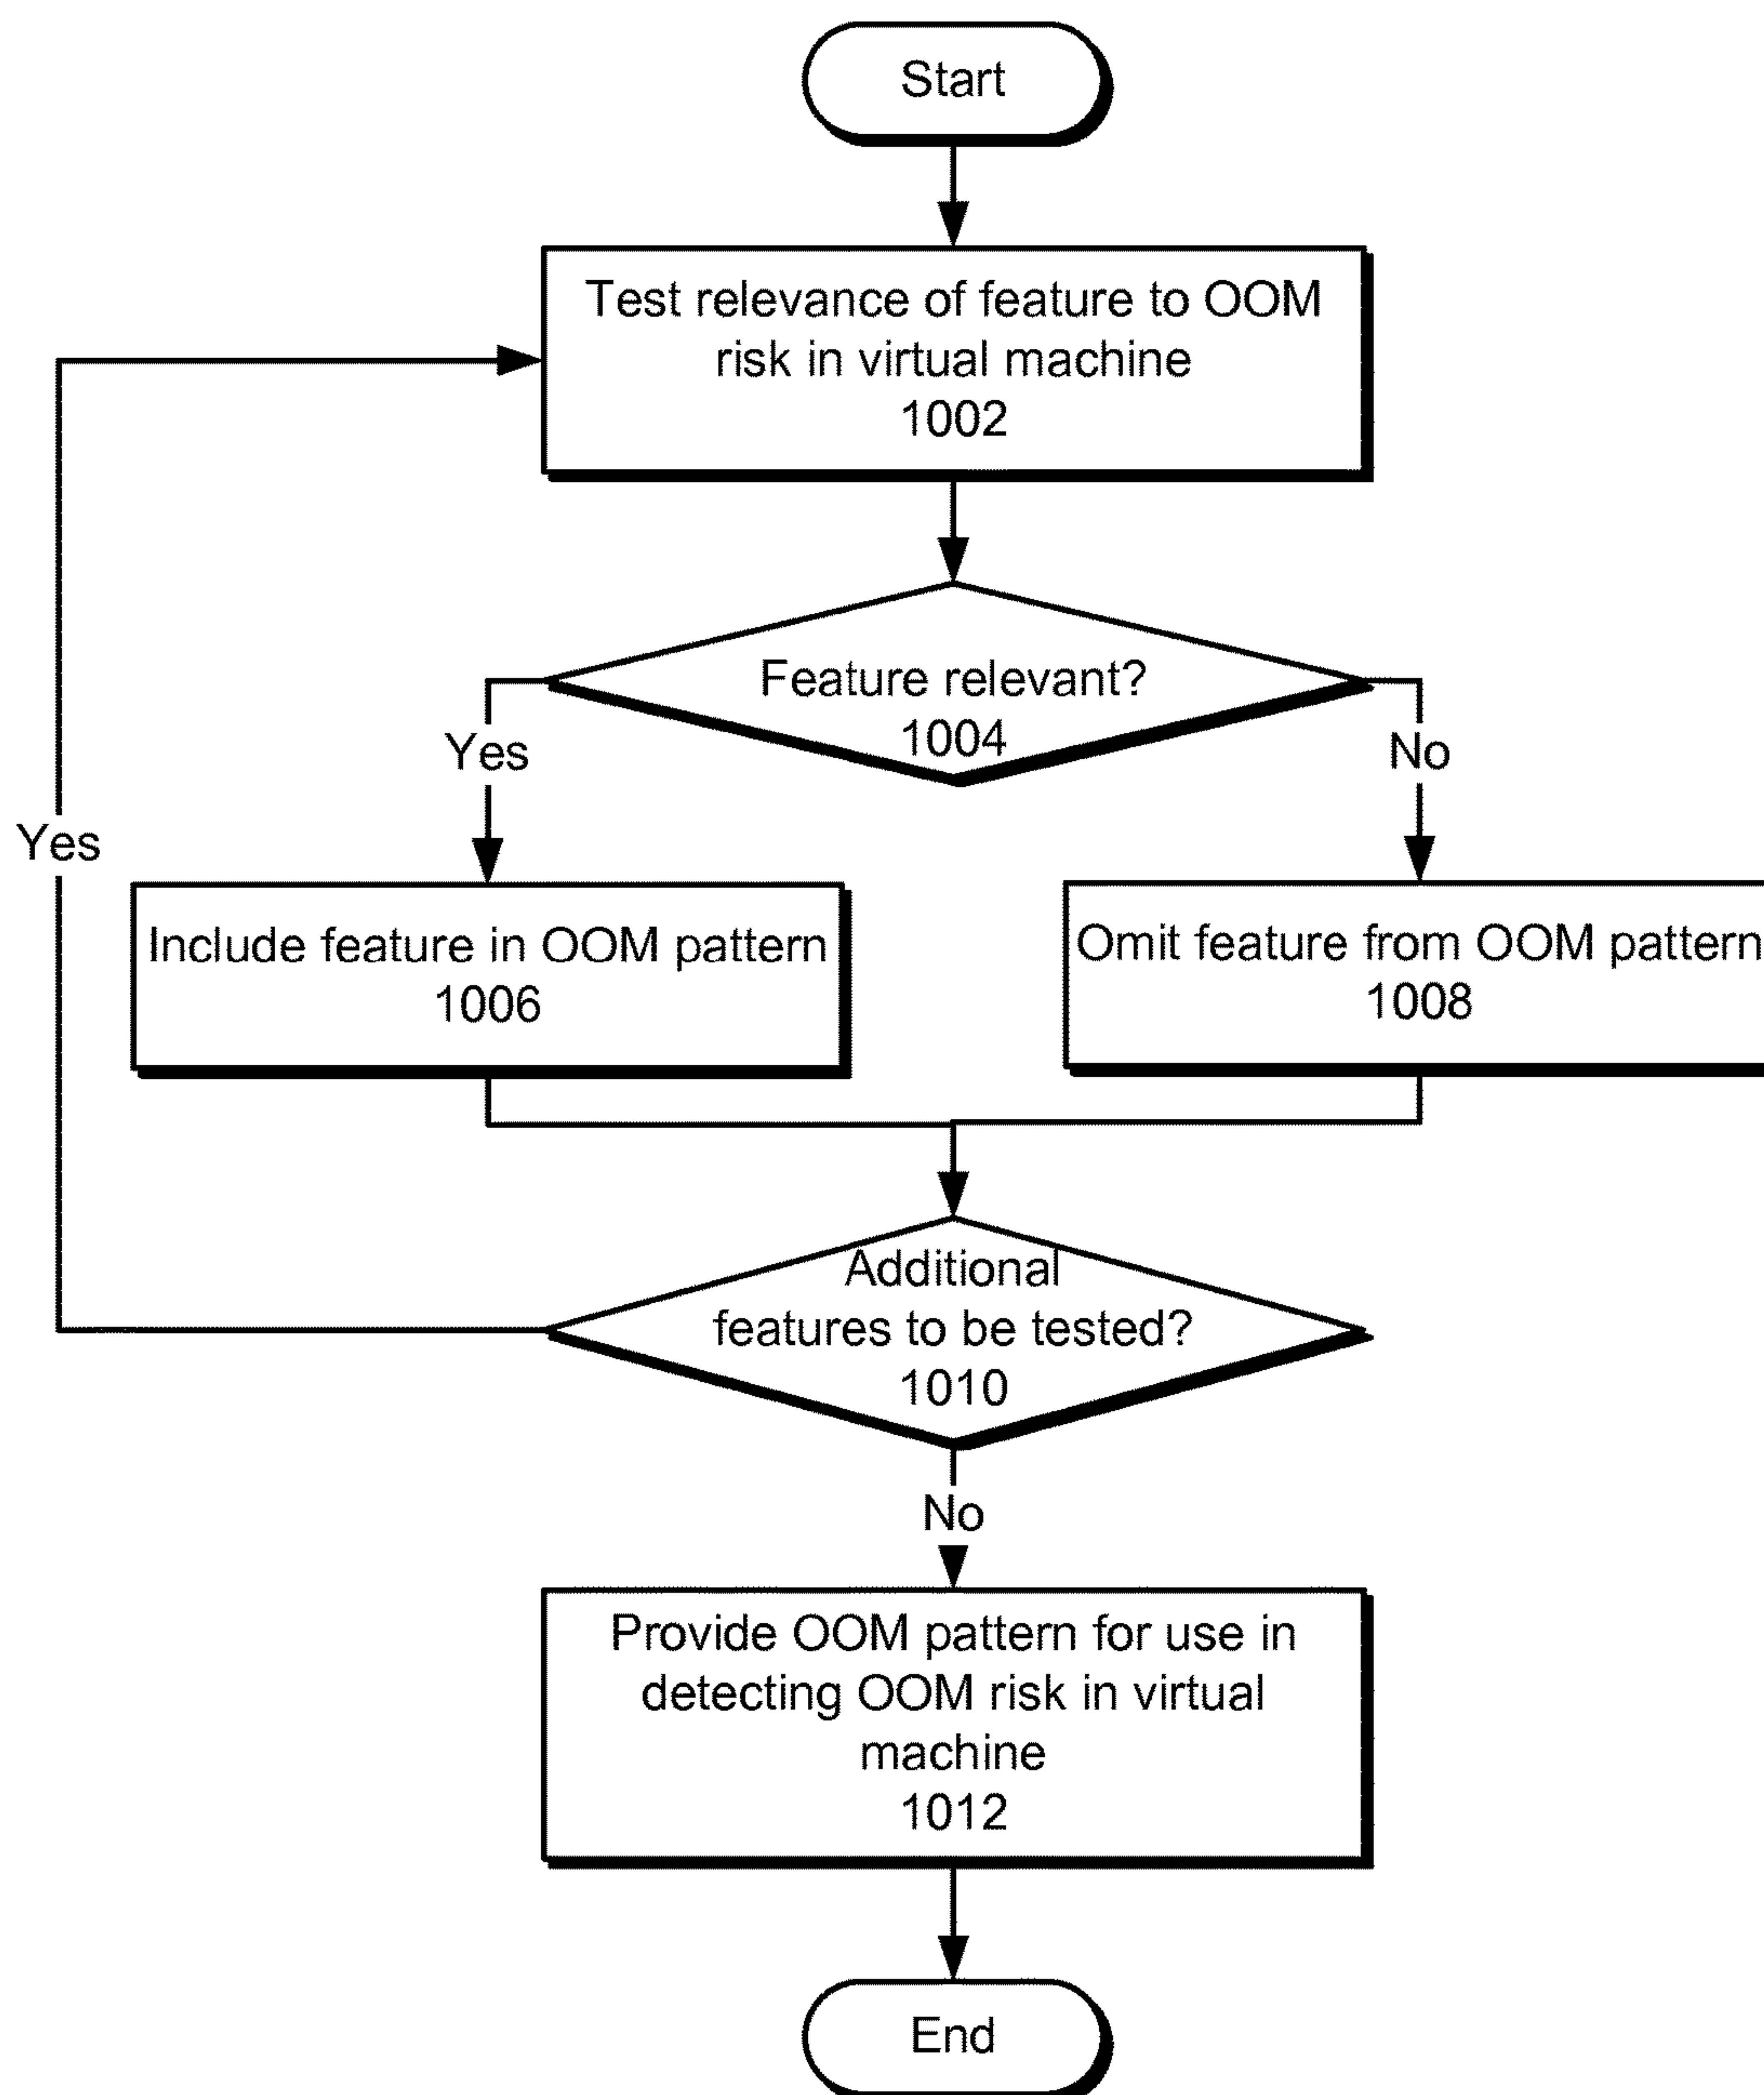 Start
Test relevance of feature to OOM
risk in virtual machine
1002
Feature relevant?
1004
Yes
No
Yes
Include feature in OOM pattern
1006
Omit feature from OOM pattern
1008
Additional
features to be tested?
1010
No
Provide OOM pattern for use in
detecting OOM risk in virtual
machine
1012
End